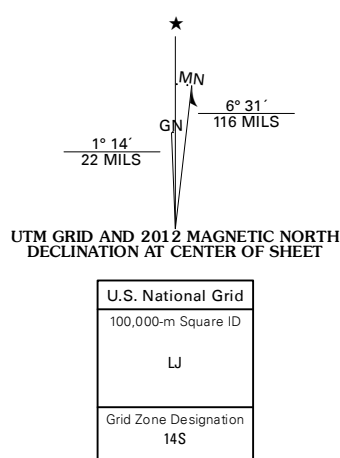 ★
MN
6° 31´
116 MILS
GN
1° 14´
22 MILS
UTM GRID AND 2012 MAGNETIC NORTH
DECLINATION AT CENTER OF SHEET
U.S. National Grid
100,000-m Square ID
LJ
Grid Zone Designation
14S